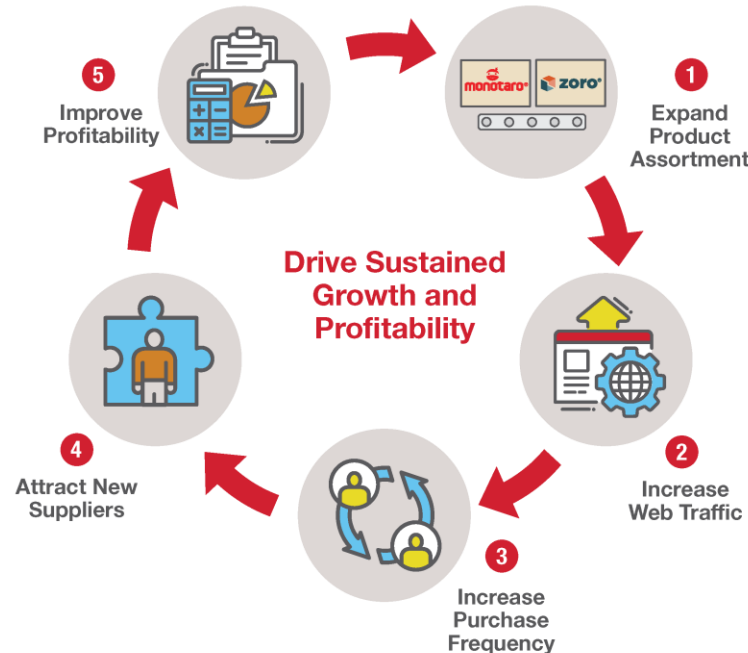 5
Improve
Profitability
monotaro
zoro
1
Expand
Product
Assortment
Drive Sustained
Growth and
Profitability
4
Attract New
Suppliers
2
Increase
Web Traffic
3
Increase
Purchase
Frequency